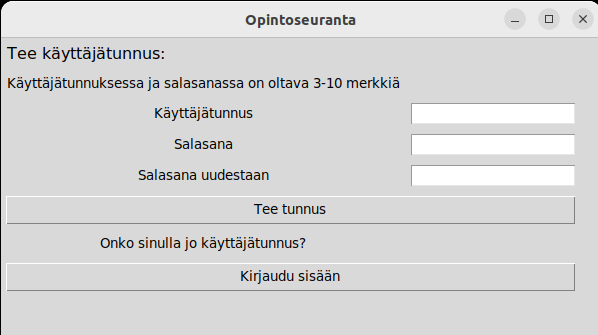 Opintoseuranta
Tee käyttäjätunnus:
Käyttäjätunnuksessa ja salasanassa on oltava 3-10 merkkiä
Käyttäjätunnus
Salasana
Salasana uudestaan
Tee tunnus
Onko sinulla jo käyttäjätunnus?
Kirjaudu sisään